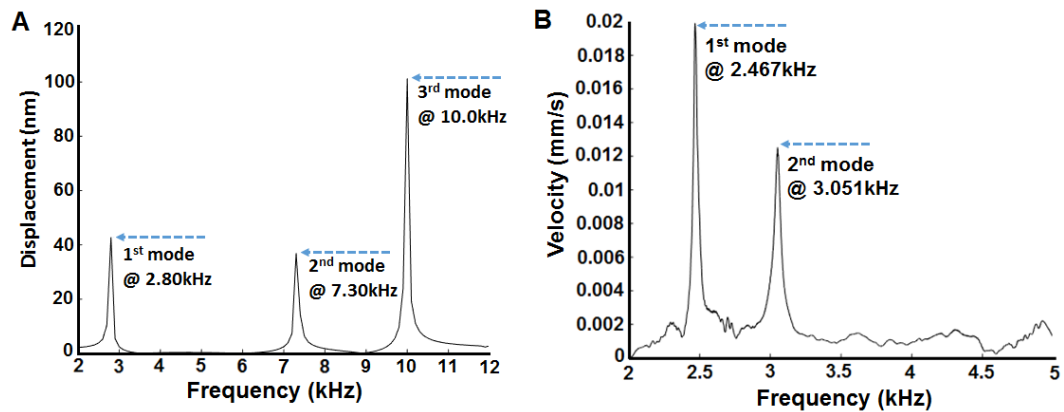 A
120
100
80
60
40
20
0
Displacement (nm)
1st mode
@ 2.80kHz
2nd mode
@ 7.30kHz
3rd mode
@ 10.0kHz
2 3 4 5 6 7 8 9 10 11 12
Frequency (kHz)
B
0.02
0.018
0.016
0.014
0.012
0.01
0.008
0.006
0.004
0.002
0
Velocity (mm/s)
1st mode
@ 2.467kHz
2nd mode
@ 3.051kHz
2 2.5 3 3.5 4 4.5 5
Frequency (kHz)